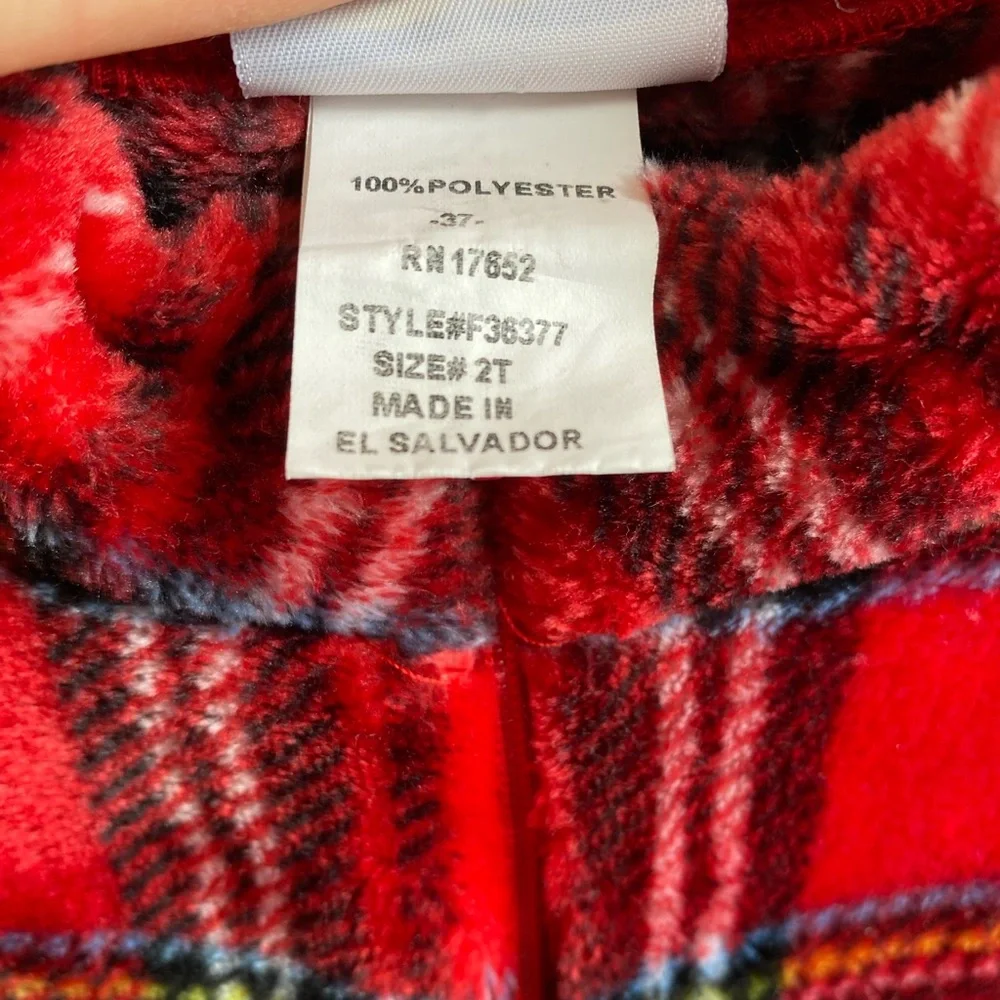 100%POLYESTER
-37-
RN 17652
STYLE#F36377
SIZE# 2T
MADE IN
EL SALVADOR